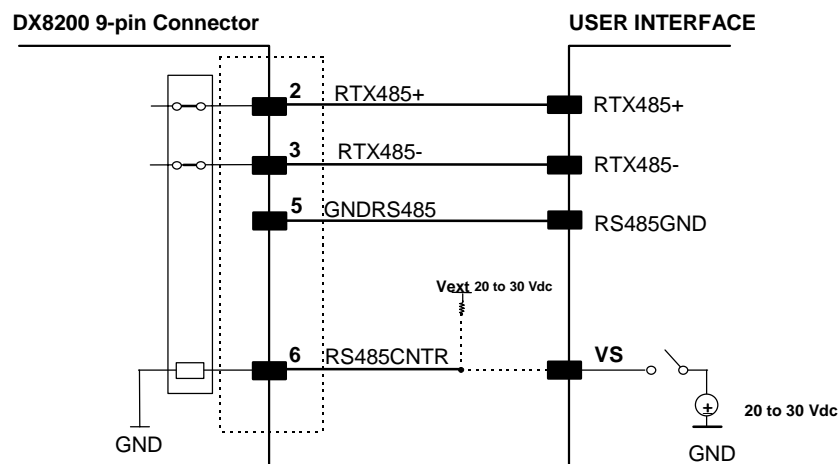 DX8200 9-pin Connector
USER INTERFACE
2 RTX485+
RTX485+
3 RTX485-
RTX485-
5 GNDRS485
RS485GND
Vext 20 to 30 Vdc
6 RS485CNTR
VS
20 to 30 Vdc
GND
GND